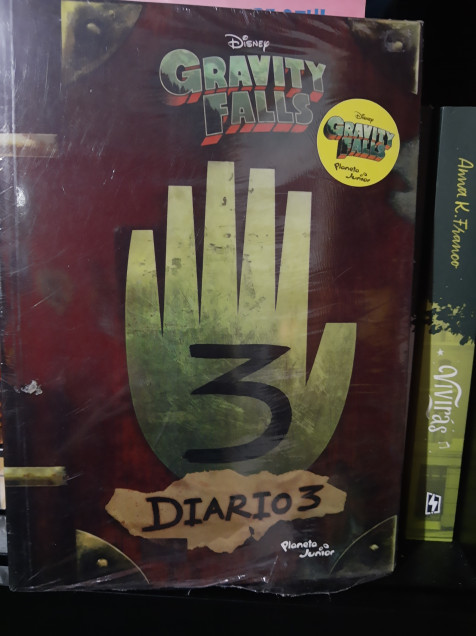 Disney
GRAVITY
FALLS
Disney
GRAVITY
FALLS
Planeta
Junior
3
DIARIO 3
Planeta
Junior
Anna K. Franco
VIVIRÁS